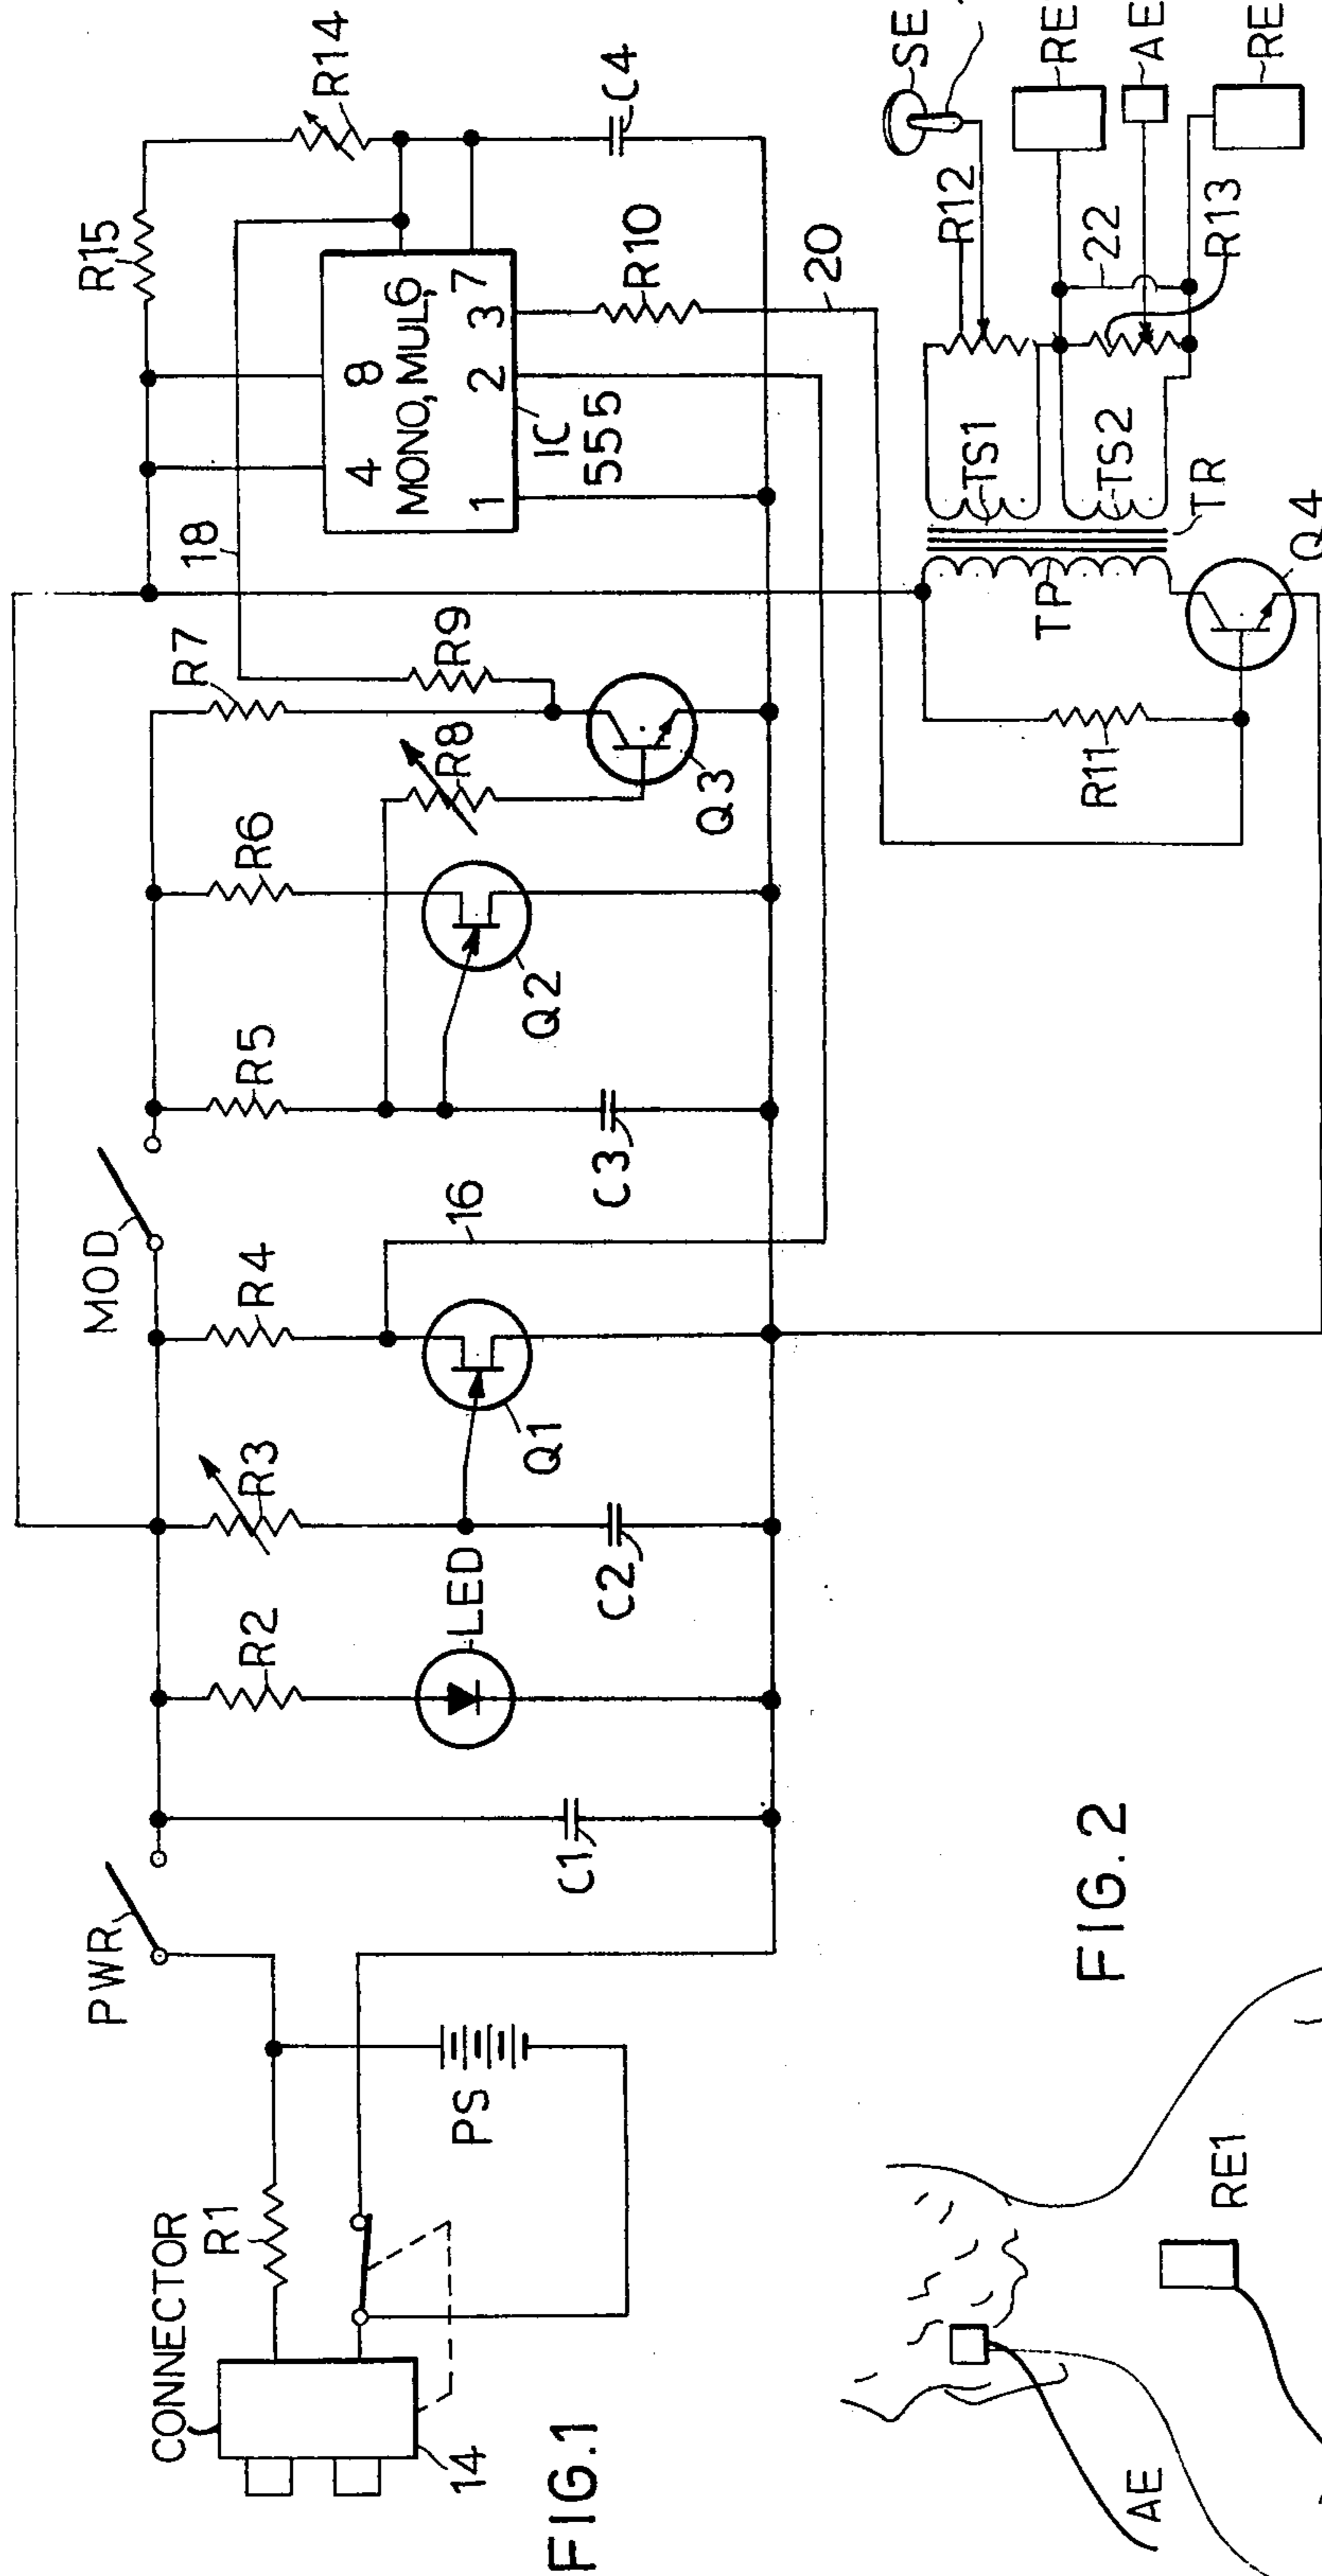 CONNECTOR
14
R1
PS
PWR
C1
R2
LED
R3
C2
Q1
R4
16
MOD
R5
C3
R6
Q2
R7
R8
R9
Q3
18
R15
R14
4 8
MONO, MUL, 6
7
1 2 3
IC
555
R10
C4
20
R11
Q4
TP
TS1
TS2
TR
R12
22
R13
SE
RE
AE
RE
FIG.1
FIG.2
RE1
AE